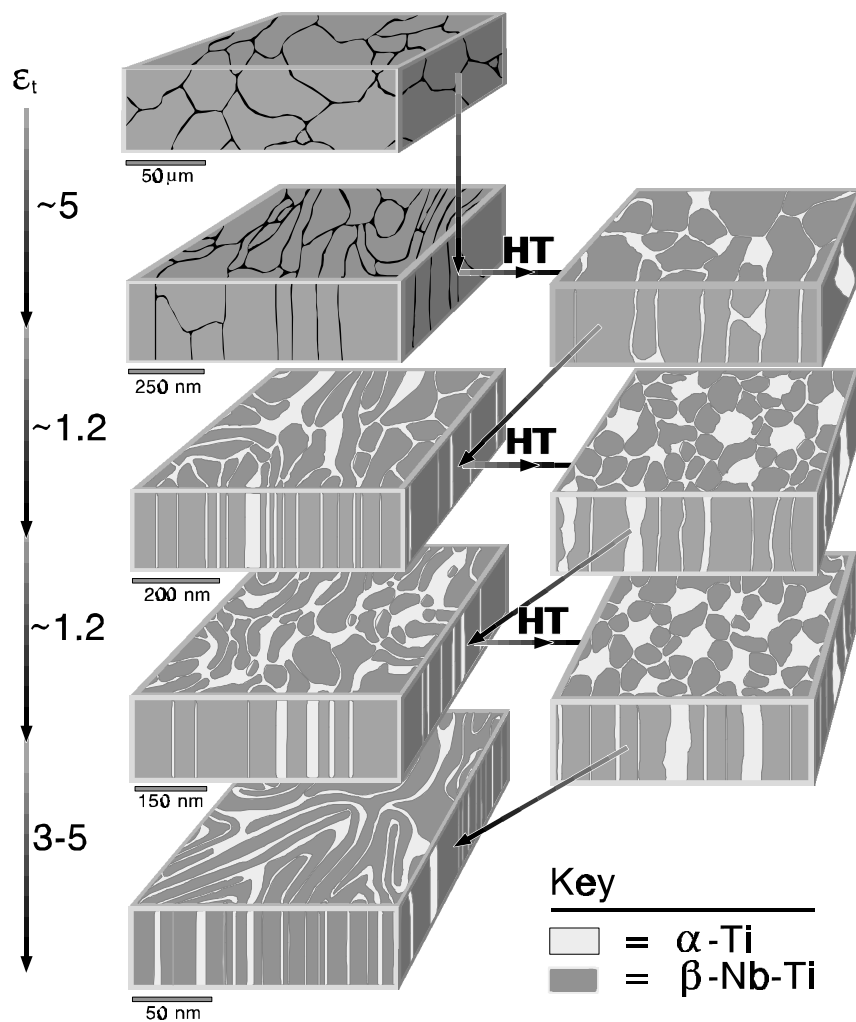 εt
50 µm
~5
HT
250 nm
~1.2
HT
200 nm
~1.2
HT
150 nm
3-5
Key
= α-Ti
= β-Nb-Ti
50 nm